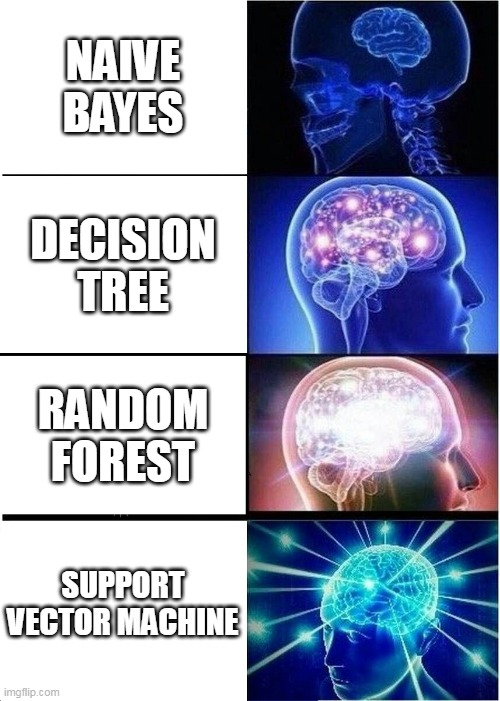 NAIVE
BAYES
DECISION
TREE
RANDOM
FOREST
SUPPORT
VECTOR MACHINE
imgflip.com